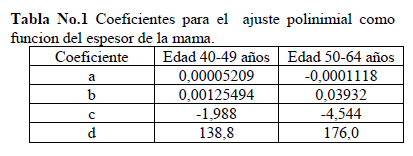 Tabla No.1 Coeficientes para el ajuste polinimial como
funcion del espesor de la mama.
Coeficiente Edad 40-49 años Edad 50-64 años
a 0,00005209 -0,0001118
b 0,00125494 0,03932
c -1,988 -4,544
d 138,8 176,0